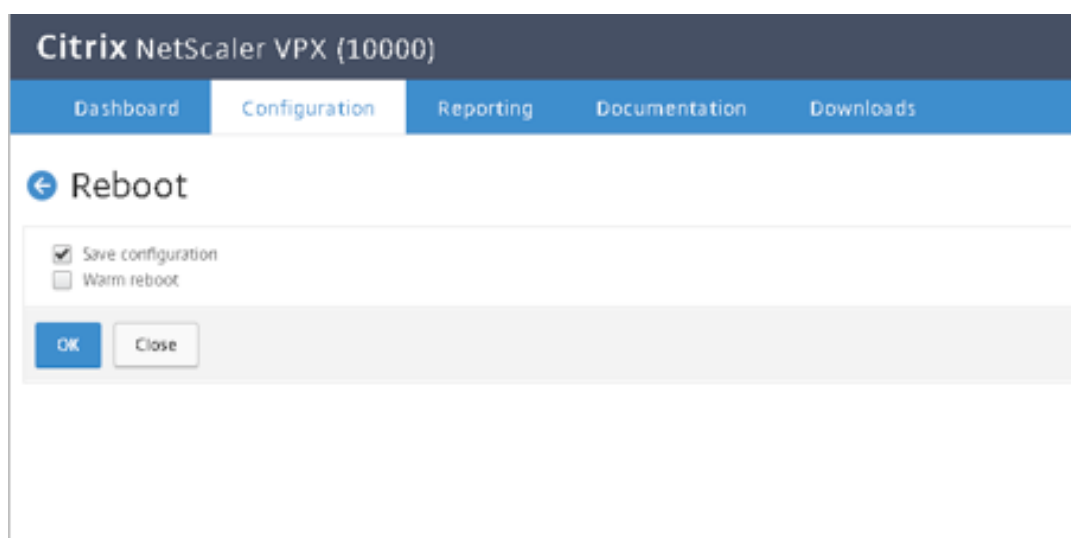 Citrix NetScaler VPX (10000)
Dashboard Configuration Reporting Documentation Downloads
Reboot
Save configuration
Warm reboot
OK Close